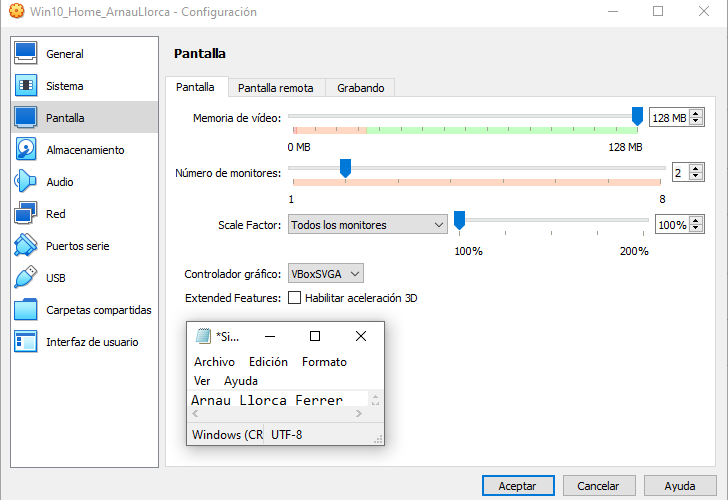 Win10_Home_ArnauLlorca - Configuración
General
Sistema
Pantalla
Almacenamiento
Audio
Red
Puertos serie
USB
Carpetas compartidas
Interfaz de usuario
Pantalla
Pantalla Pantalla remota Grabando
Memoria de vídeo: 128 MB
0 MB 128 MB
Número de monitores: 2
1 8
Scale Factor: Todos los monitores 100%
100% 200%
Controlador gráfico: VBoxSVGA
Extended Features: Habilitar aceleración 3D
*Si...
Archivo Edición Formato
Ver Ayuda
Arnau Llorca Ferrer
Windows (CR UTF-8
Aceptar Cancelar Ayuda